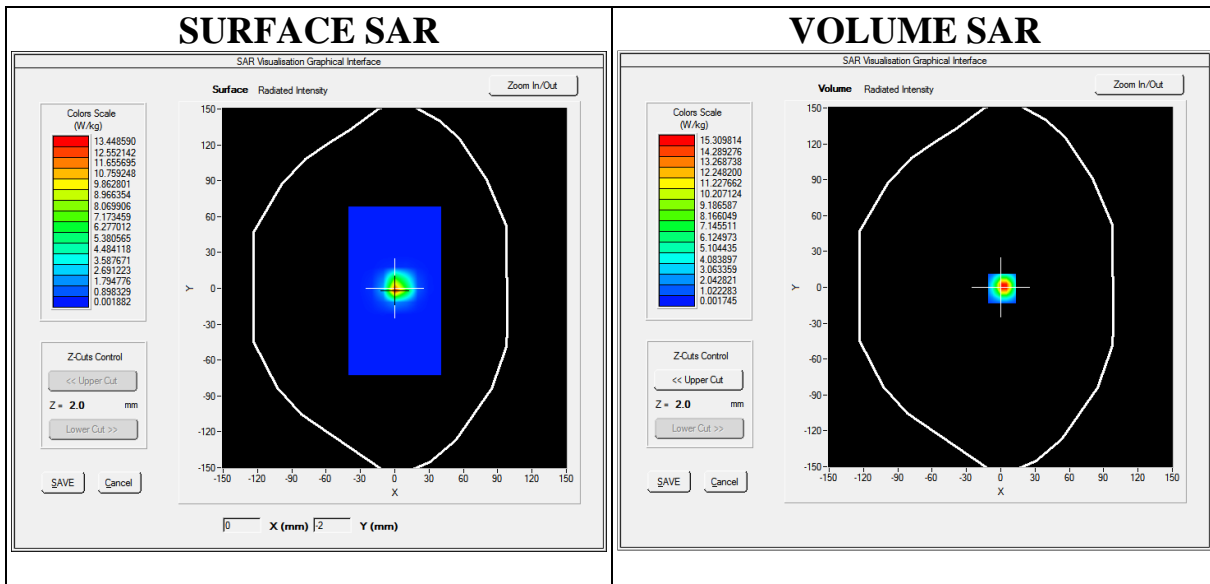 SURFACE SAR
SAR Visualisation Graphical Interface
Surface Radiated Intensity
Zoom In/Out
Colors Scale
(W/kg)
13.448590
12.552142
11.655695
10.759248
9.862801
8.966354
8.069906
7.173459
6.277012
5.380565
4.484118
3.587671
2.691223
1.794776
0.898329
0.001882
Z-Cuts Control
<< Upper Cut
Z = 2.0 mm
Lower Cut >>
SAVE Cancel
150
120
90
60
30
0
-30
-60
-90
-120
-150
Y
-150 -120 -90 -60 -30 0 30 60 90 120 150
X
0 X (mm) -2 Y (mm)
VOLUME SAR
SAR Visualisation Graphical Interface
Volume Radiated Intensity
Zoom In/Out
Colors Scale
(W/kg)
15.309814
14.289276
13.268738
12.248200
11.227662
10.207124
9.186587
8.166049
7.145511
6.124973
5.104435
4.083897
3.063359
2.042821
1.022283
0.001745
Z-Cuts Control
<< Upper Cut
Z = 2.0 mm
Lower Cut >>
SAVE Cancel
150
120
90
60
30
0
-30
-60
-90
-120
-150
Y
-150 -120 -90 -60 -30 0 30 60 90 120 150
X